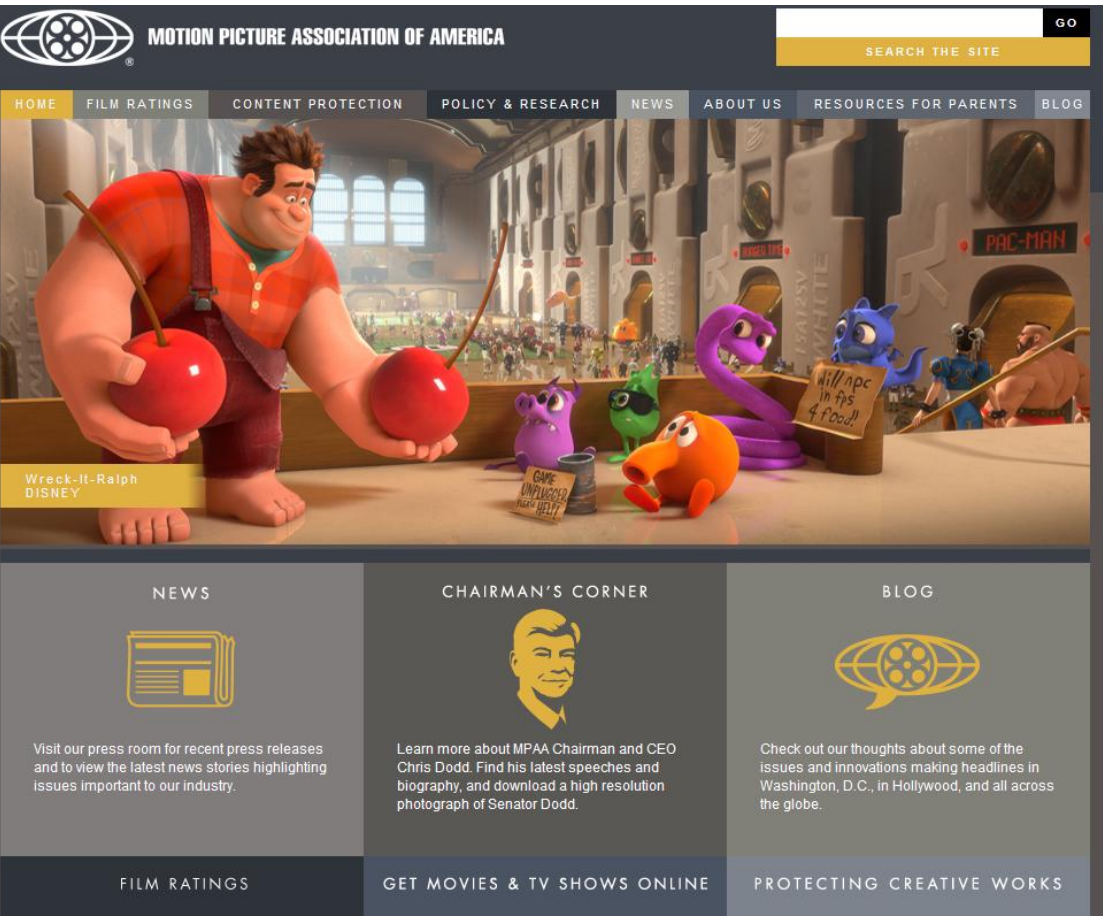 MOTION PICTURE ASSOCIATION OF AMERICA
®
GO
SEARCH THE SITE
HOME
FILM RATINGS
CONTENT PROTECTION
POLICY & RESEARCH
NEWS
ABOUT US
RESOURCES FOR PARENTS
BLOG
PAC-MAN
BURGER TIME
Will npc
in fps
4 food!
GAME
UNPLUGGED.
PLEASE HELP!
Wreck-It-Ralph
DISNEY
NEWS
Visit our press room for recent press releases
and to view the latest news stories highlighting
issues important to our industry.
CHAIRMAN'S CORNER
Learn more about MPAA Chairman and CEO
Chris Dodd. Find his latest speeches and
biography, and download a high resolution
photograph of Senator Dodd.
BLOG
Check out our thoughts about some of the
issues and innovations making headlines in
Washington, D.C., in Hollywood, and all across
the globe.
FILM RATINGS
GET MOVIES & TV SHOWS ONLINE
PROTECTING CREATIVE WORKS